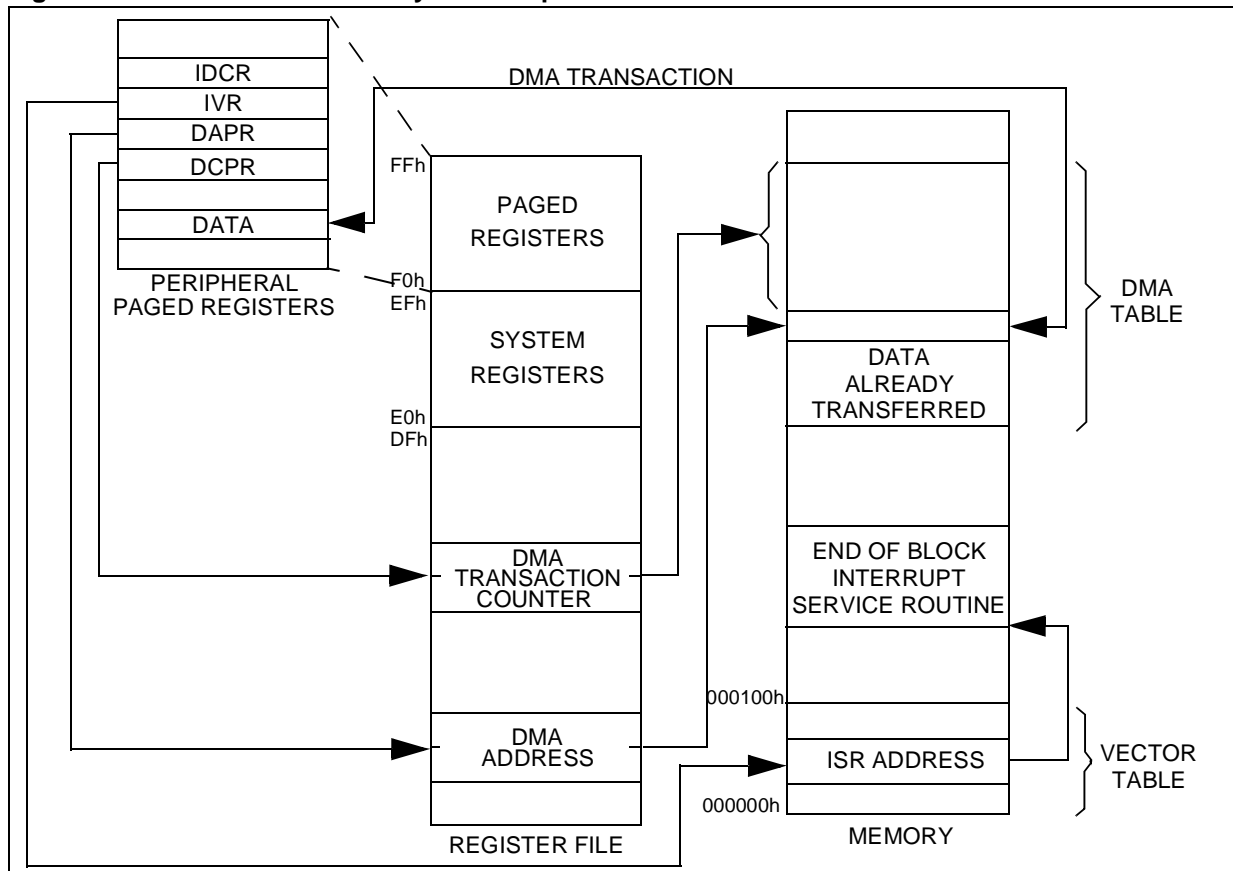 IDCR
IVR
DAPR
DCPR
DATA
PERIPHERAL
PAGED REGISTERS
DMA TRANSACTION
FFh
PAGED
REGISTERS
F0h
EFh
SYSTEM
REGISTERS
E0h
DFh
DMA
TRANSACTION
COUNTER
DMA
ADDRESS
REGISTER FILE
DATA
ALREADY
TRANSFERRED
DMA
TABLE
END OF BLOCK
INTERRUPT
SERVICE ROUTINE
000100h
ISR ADDRESS
000000h
VECTOR
TABLE
MEMORY